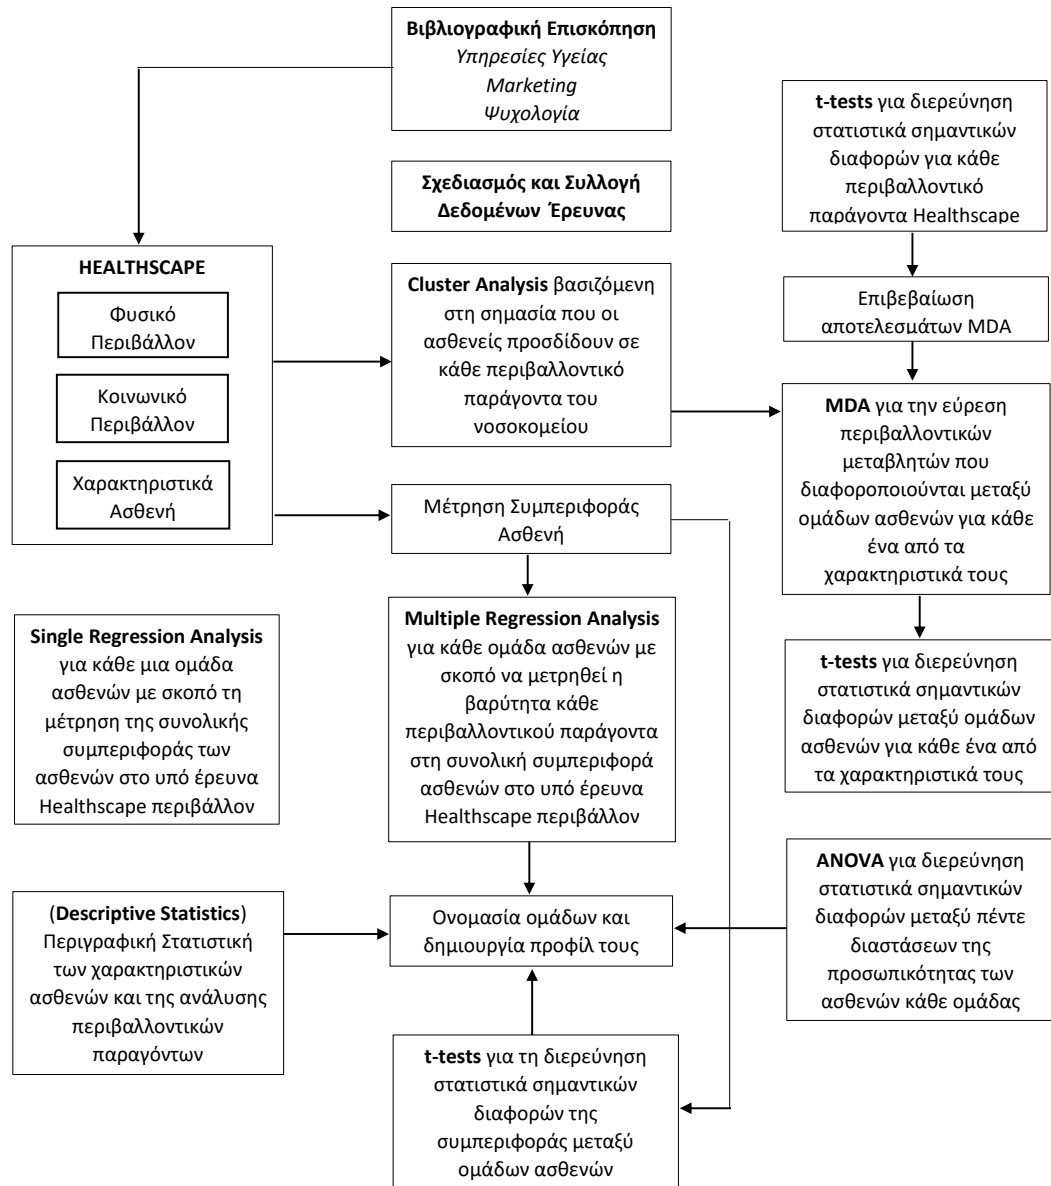 Βιβλιογραφική Επισκόπηση
Υπηρεσίες Υγείας
Marketing
Ψυχολογία
t-tests για διερεύνηση
στατιστικά σημαντικών
διαφορών για κάθε
περιβαλλοντικό
παράγοντα Healthscape
Σχεδιασμός και Συλλογή
Δεδομένων Έρευνας
HEALTHSCAPE
Φυσικό
Περιβάλλον
Κοινωνικό
Περιβάλλον
Χαρακτηριστικά
Ασθενή
Cluster Analysis βασιζόμενη
στη σημασία που οι
ασθενείς προσδίδουν σε
κάθε περιβαλλοντικό
παράγοντα του
νοσοκομείου
Επιβεβαίωση
αποτελεσμάτων MDA
MDA για την εύρεση
περιβαλλοντικών
μεταβλητών που
διαφοροποιούνται μεταξύ
ομάδων ασθενών για κάθε
ένα από τα
χαρακτηριστικά τους
Μέτρηση Συμπεριφοράς
Ασθενή
Single Regression Analysis
για κάθε μια ομάδα
ασθενών με σκοπό τη
μέτρηση της συνολικής
συμπεριφοράς των
ασθενών στο υπό έρευνα
Healthscape περιβάλλον
Multiple Regression Analysis
για κάθε ομάδα ασθενών με
σκοπό να μετρηθεί η
βαρύτητα κάθε
περιβαλλοντικού παράγοντα
στη συνολική συμπεριφορά
ασθενών στο υπό έρευνα
Healthscape περιβάλλον
t-tests για διερεύνηση
στατιστικά σημαντικών
διαφορών μεταξύ ομάδων
ασθενών για κάθε ένα από
τα χαρακτηριστικά τους
(Descriptive Statistics)
Περιγραφική Στατιστική
των χαρακτηριστικών
ασθενών και της ανάλυσης
περιβαλλοντικών
παραγόντων
Ονομασία ομάδων και
δημιουργία προφίλ τους
ANOVA για διερεύνηση
στατιστικά σημαντικών
διαφορών μεταξύ πέντε
διαστάσεων της
προσωπικότητας των
ασθενών κάθε ομάδας
t-tests για τη διερεύνηση
στατιστικά σημαντικών
διαφορών της
συμπεριφοράς μεταξύ
ομάδων ασθενών